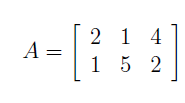 A = [ 2 1 4
1 5 2 ]